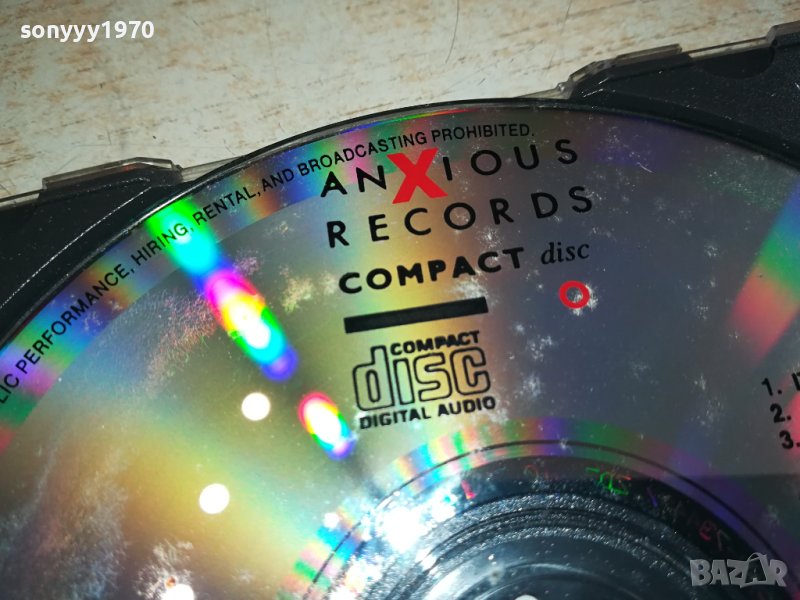 sonyyy1970
LIC PERFORMANCE, HIRING, RENTAL, AND BROADCASTING PROHIBITED.
ANXIOUS
RECORDS
COMPACT disc
COMPACT
disc
DIGITAL AUDIO
1.
2.
3.
BAZAR